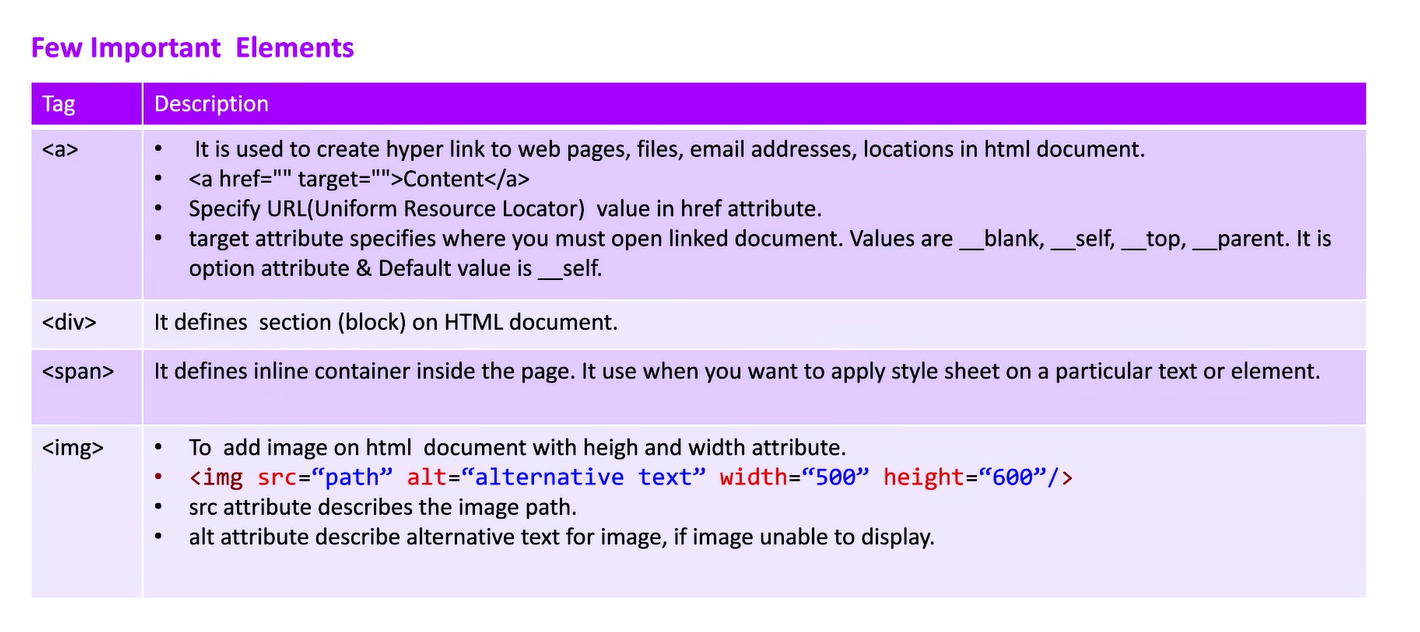 Few Important  Elements
Tag
Description
<a>
•  It is used to create hyper link to web pages, files, email addresses, locations in html document.
• <a href="" target="">Content</a>
• Specify URL(Uniform Resource Locator)  value in href attribute.
• target attribute specifies where you must open linked document. Values are __blank, __self, __top, __parent. It is
option attribute & Default value is __self.
<div>
It defines  section (block) on HTML document.
<span>
It defines inline container inside the page. It use when you want to apply style sheet on a particular text or element.
<img>
• To  add image on html  document with heigh and width attribute.
• <img src=“path” alt=“alternative text” width=“500” height=“600”/>
• src attribute describes the image path.
• alt attribute describe alternative text for image, if image unable to display.